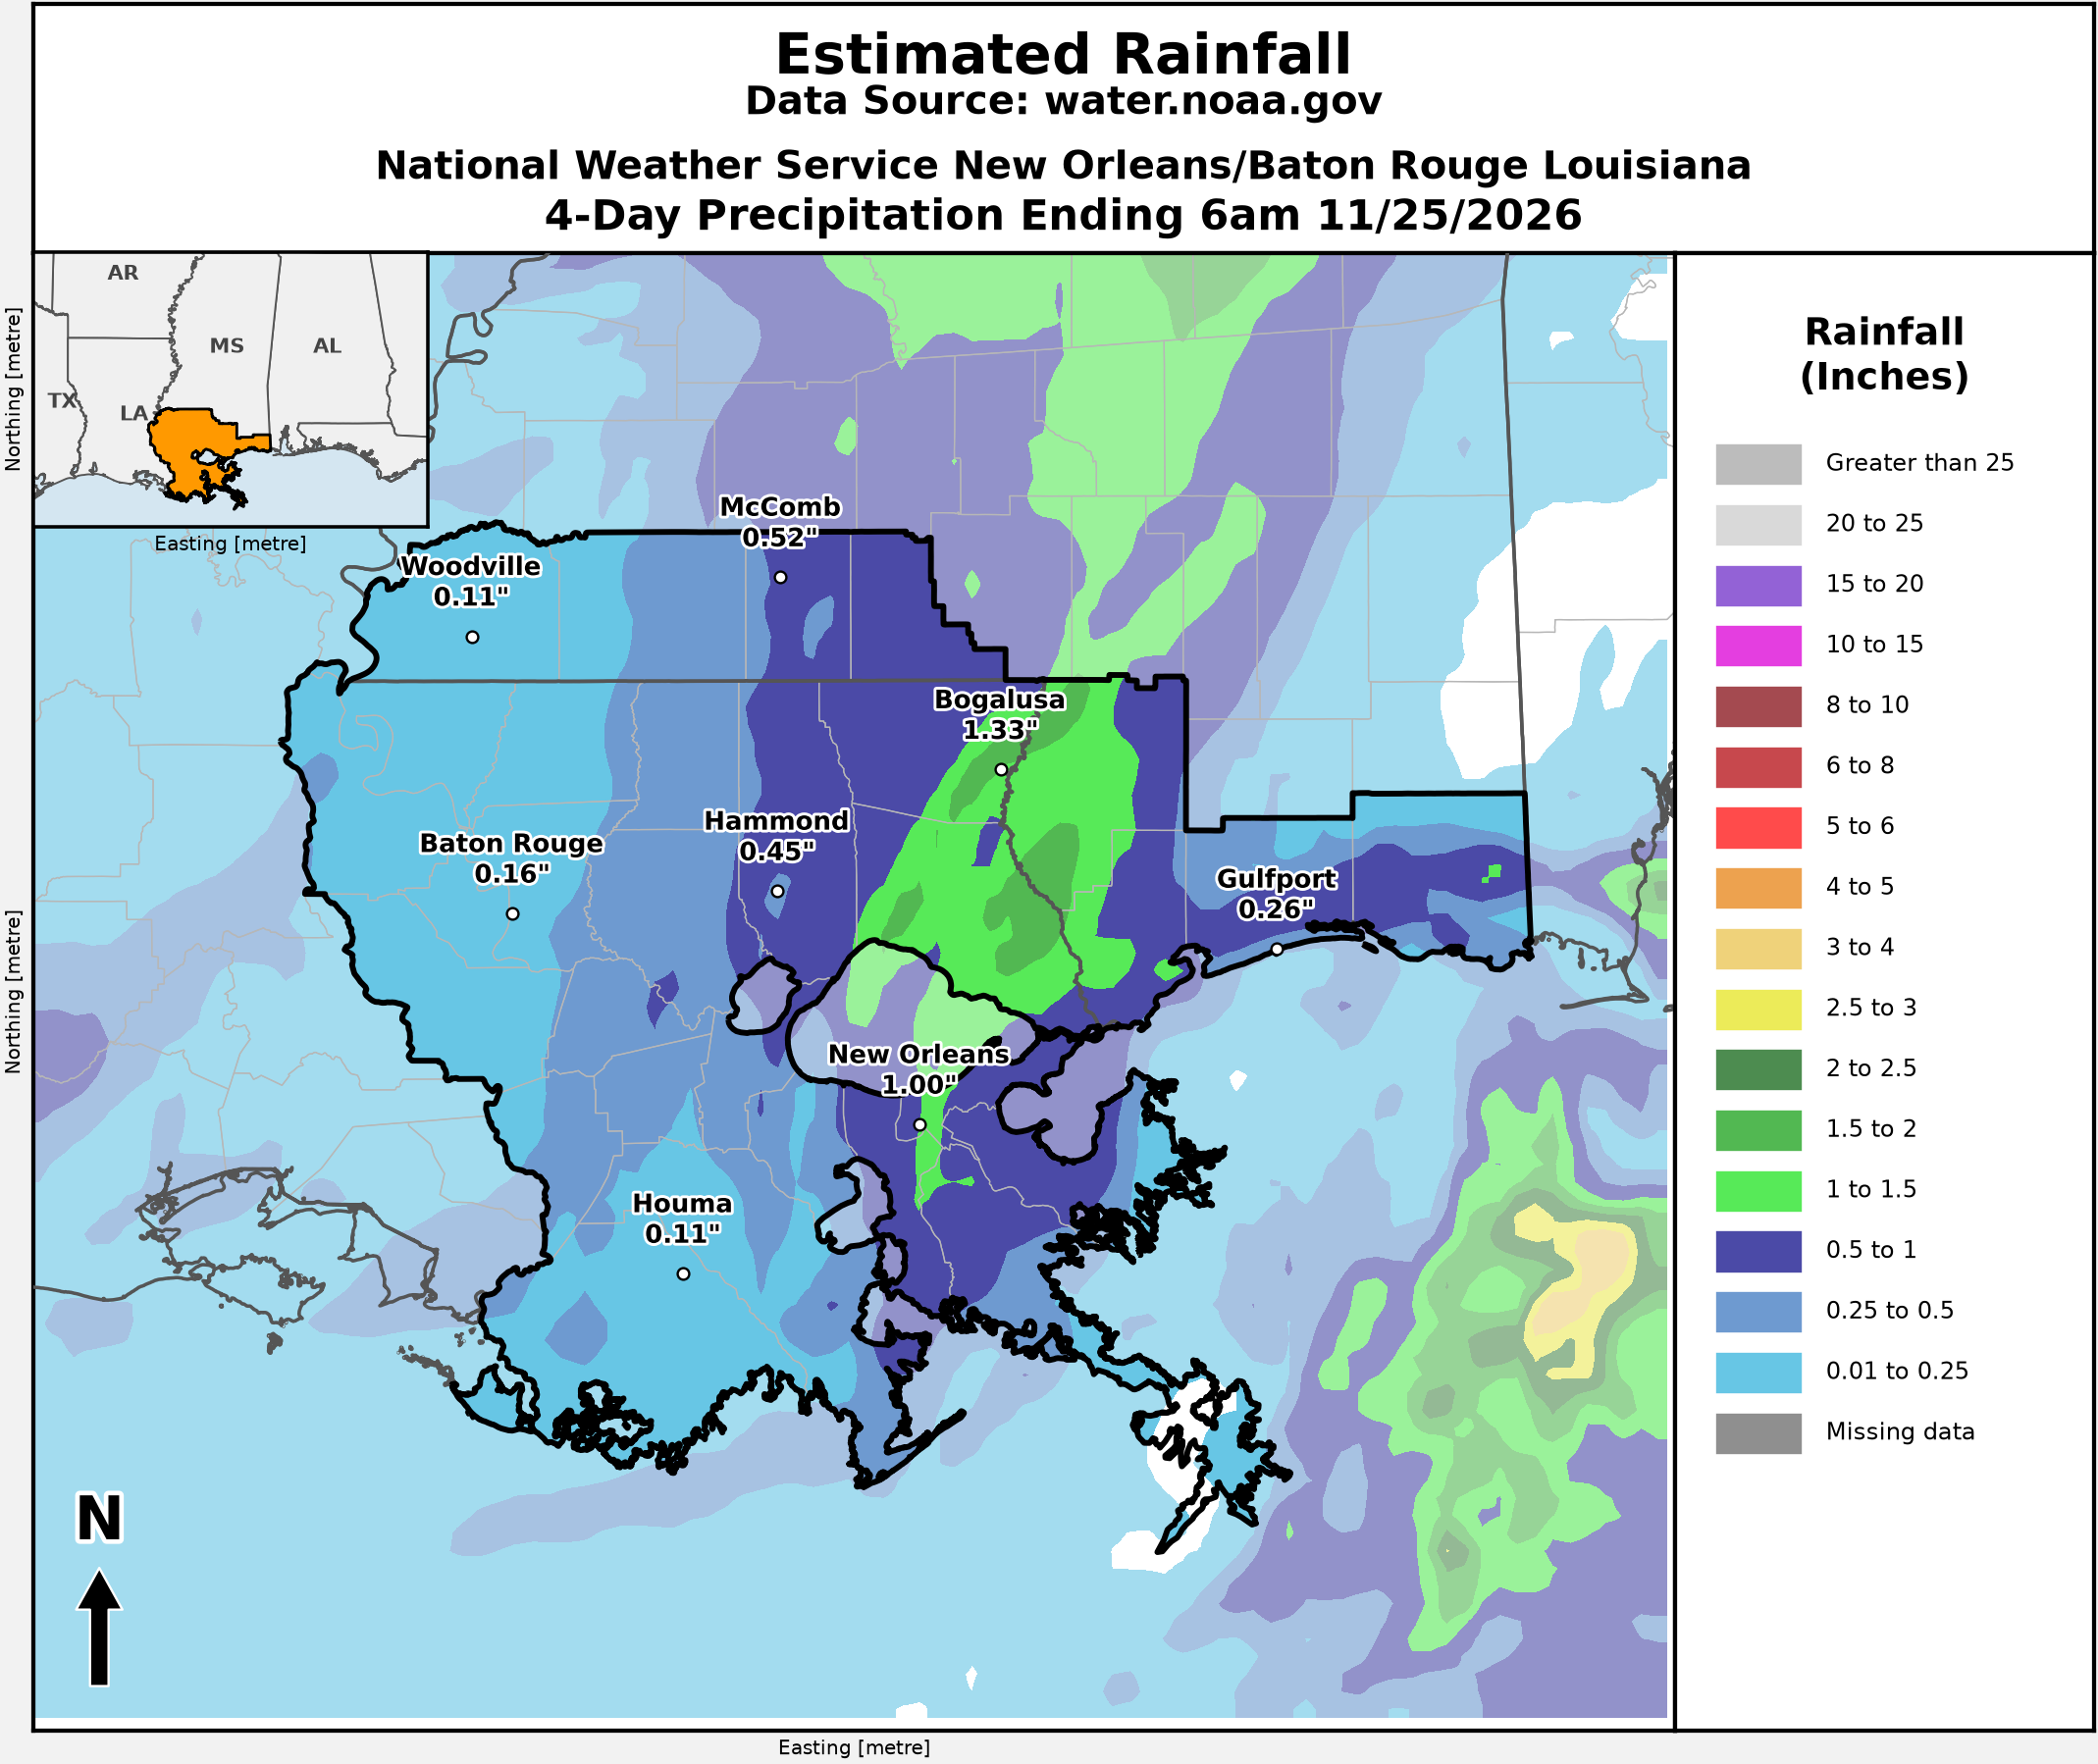 Estimated Rainfall
Data Source: water.noaa.gov
National Weather Service New Orleans/Baton Rouge Louisiana
4-Day Precipitation Ending 6am 11/25/2026
AR
MS
AL
TX
LA
Northing [metre]
Easting [metre]
McComb
0.52"
Woodville
0.11"
Bogalusa
1.33"
Hammond
0.45"
Baton Rouge
0.16"
Gulfport
0.26"
New Orleans
1.00"
Houma
0.11"
N
Northing [metre]
Easting [metre]
Rainfall
(Inches)
Greater than 25
20 to 25
15 to 20
10 to 15
8 to 10
6 to 8
5 to 6
4 to 5
3 to 4
2.5 to 3
2 to 2.5
1.5 to 2
1 to 1.5
0.5 to 1
0.25 to 0.5
0.01 to 0.25
Missing data